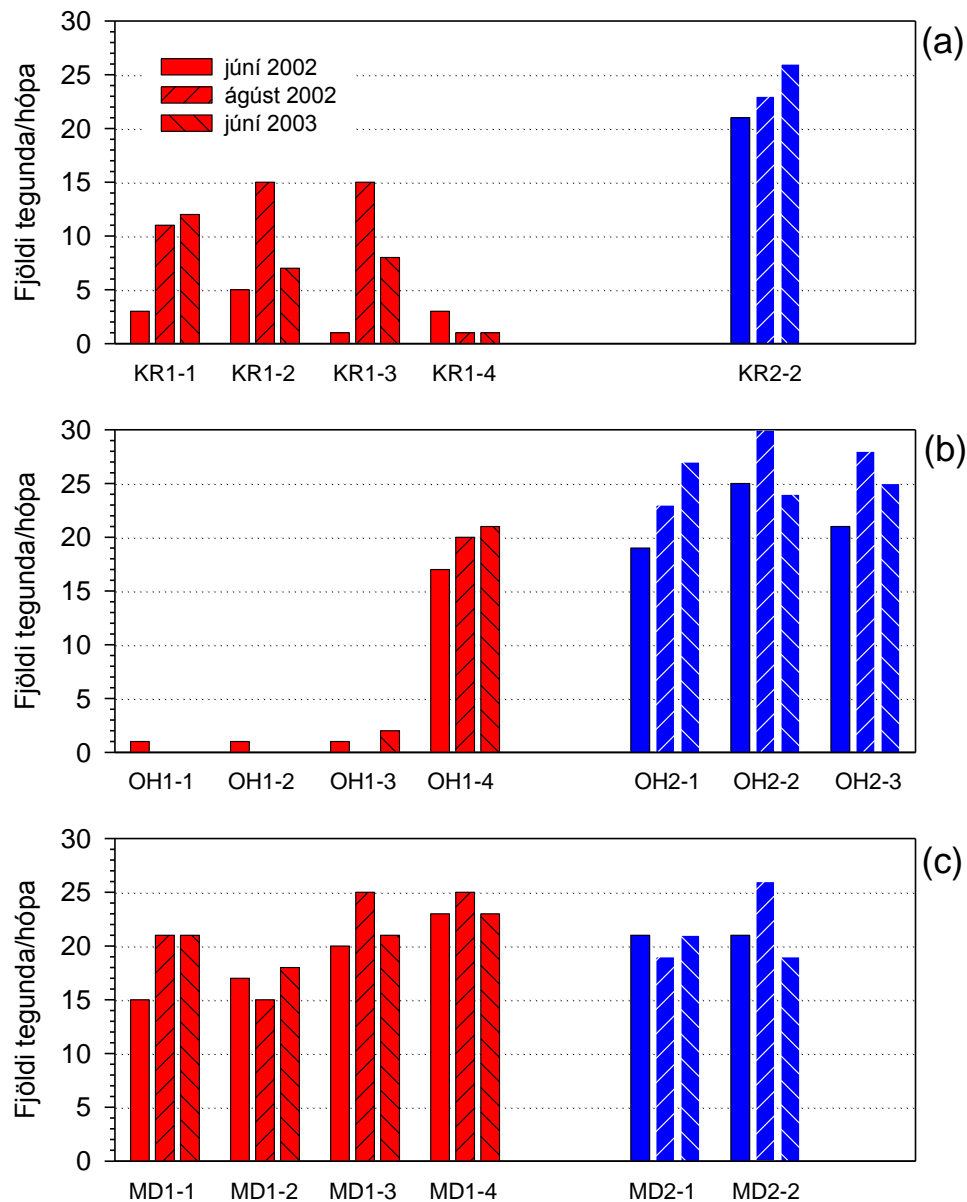 (a)
30
25
20
15
10
5
0
Fjöldi tegunda/hópa
júní 2002
ágúst 2002
júní 2003
KR1-1 KR1-2 KR1-3 KR1-4 KR2-2
(b)
30
25
20
15
10
5
0
Fjöldi tegunda/hópa
OH1-1 OH1-2 OH1-3 OH1-4 OH2-1 OH2-2 OH2-3
(c)
30
25
20
15
10
5
0
Fjöldi tegunda/hópa
MD1-1 MD1-2 MD1-3 MD1-4 MD2-1 MD2-2